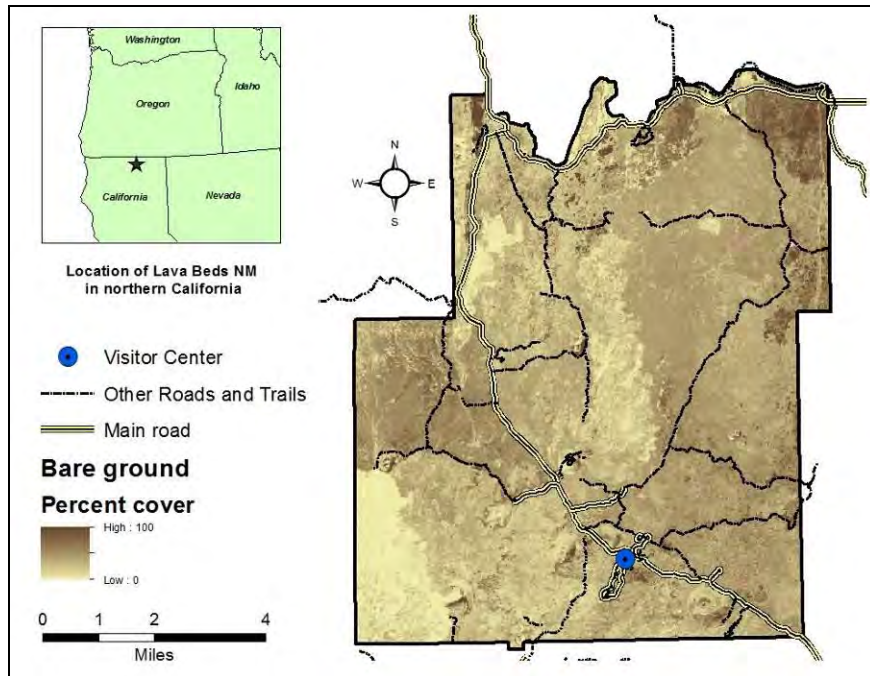 Washington
Oregon
Idaho
California
Nevada
Location of Lava Beds NM
in northern California
N
W E
S
Visitor Center
Other Roads and Trails
Main road
Bare ground
Percent cover
High : 100
Low : 0
0 1 2 4
Miles